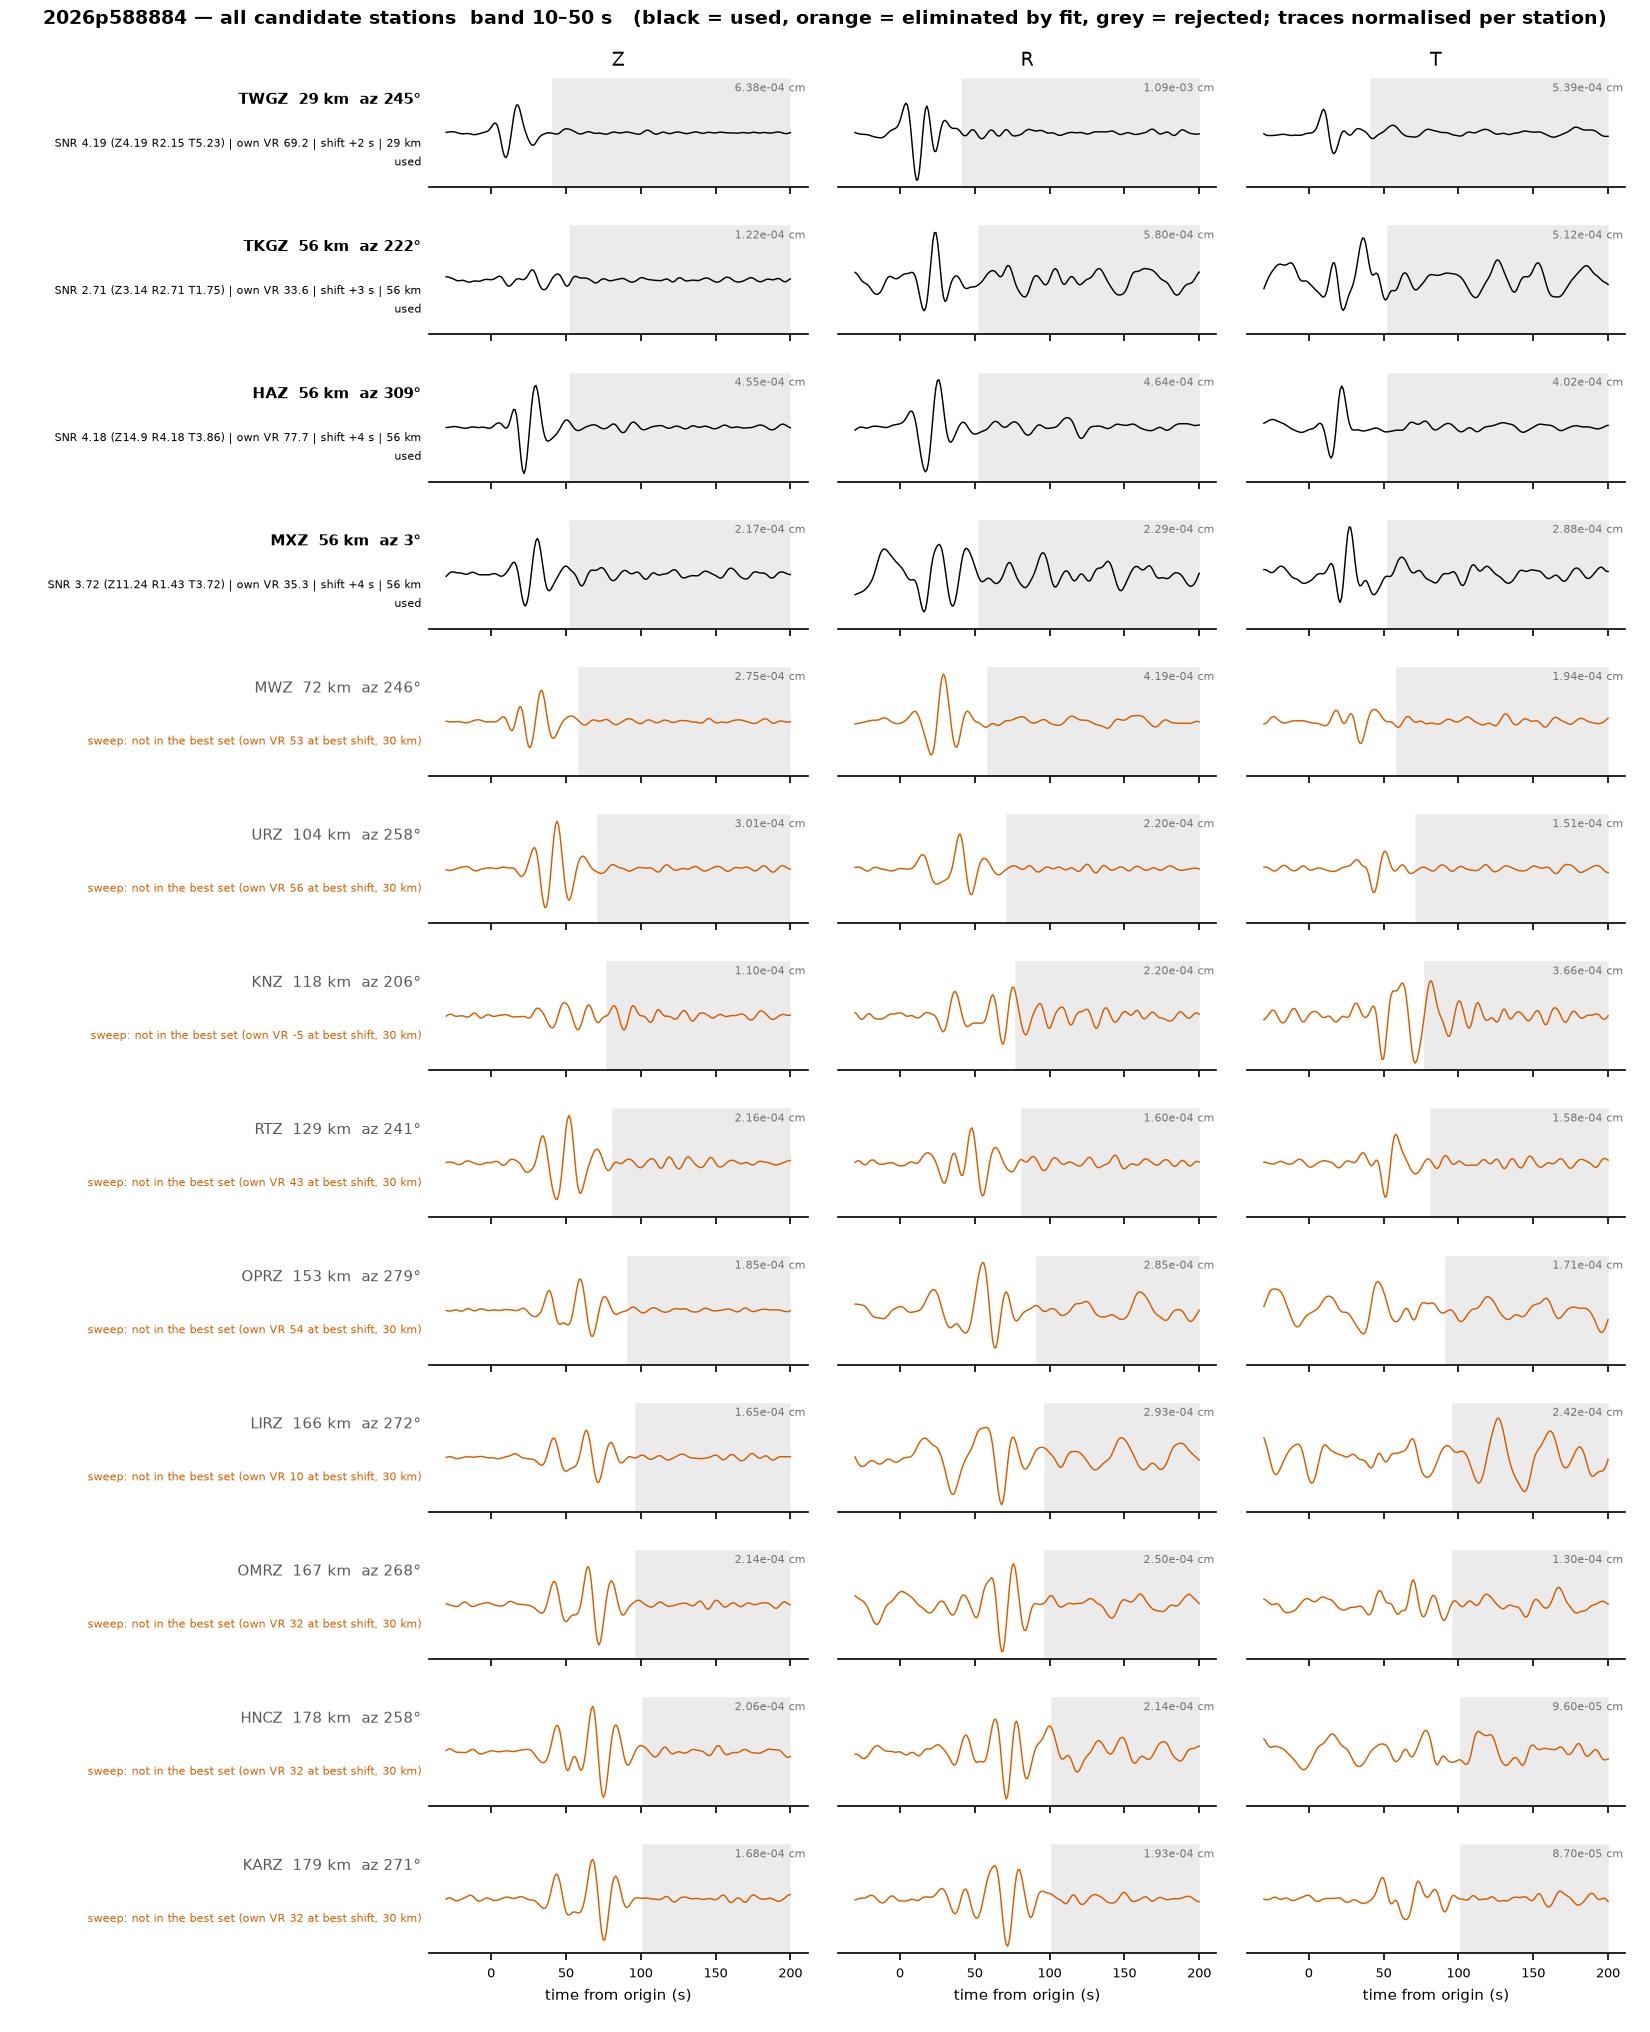 2026p588884 — all candidate stations  band 10–50 s   (black = used, orange = eliminated by fit, grey = rejected; traces normalised per station)
Z R T
TWGZ  29 km  az 245°
SNR 4.19 (Z4.19 R2.15 T5.23) | own VR 69.2 | shift +2 s | 29 km
used
6.38e-04 cm 1.09e-03 cm 5.39e-04 cm
TKGZ  56 km  az 222°
SNR 2.71 (Z3.14 R2.71 T1.75) | own VR 33.6 | shift +3 s | 56 km
used
1.22e-04 cm 5.80e-04 cm 5.12e-04 cm
HAZ  56 km  az 309°
SNR 4.18 (Z14.9 R4.18 T3.86) | own VR 77.7 | shift +4 s | 56 km
used
4.55e-04 cm 4.64e-04 cm 4.02e-04 cm
MXZ  56 km  az 3°
SNR 3.72 (Z11.24 R1.43 T3.72) | own VR 35.3 | shift +4 s | 56 km
used
2.17e-04 cm 2.29e-04 cm 2.88e-04 cm
MWZ  72 km  az 246°
sweep: not in the best set (own VR 53 at best shift, 30 km)
2.75e-04 cm 4.19e-04 cm 1.94e-04 cm
URZ  104 km  az 258°
sweep: not in the best set (own VR 56 at best shift, 30 km)
3.01e-04 cm 2.20e-04 cm 1.51e-04 cm
KNZ  118 km  az 206°
sweep: not in the best set (own VR -5 at best shift, 30 km)
1.10e-04 cm 2.20e-04 cm 3.66e-04 cm
RTZ  129 km  az 241°
sweep: not in the best set (own VR 43 at best shift, 30 km)
2.16e-04 cm 1.60e-04 cm 1.58e-04 cm
OPRZ  153 km  az 279°
sweep: not in the best set (own VR 54 at best shift, 30 km)
1.85e-04 cm 2.85e-04 cm 1.71e-04 cm
LIRZ  166 km  az 272°
sweep: not in the best set (own VR 10 at best shift, 30 km)
1.65e-04 cm 2.93e-04 cm 2.42e-04 cm
OMRZ  167 km  az 268°
sweep: not in the best set (own VR 32 at best shift, 30 km)
2.14e-04 cm 2.50e-04 cm 1.30e-04 cm
HNCZ  178 km  az 258°
sweep: not in the best set (own VR 32 at best shift, 30 km)
2.06e-04 cm 2.14e-04 cm 9.60e-05 cm
KARZ  179 km  az 271°
sweep: not in the best set (own VR 32 at best shift, 30 km)
1.68e-04 cm 1.93e-04 cm 8.70e-05 cm
0 50 100 150 200 0 50 100 150 200 0 50 100 150 200
time from origin (s) time from origin (s) time from origin (s)